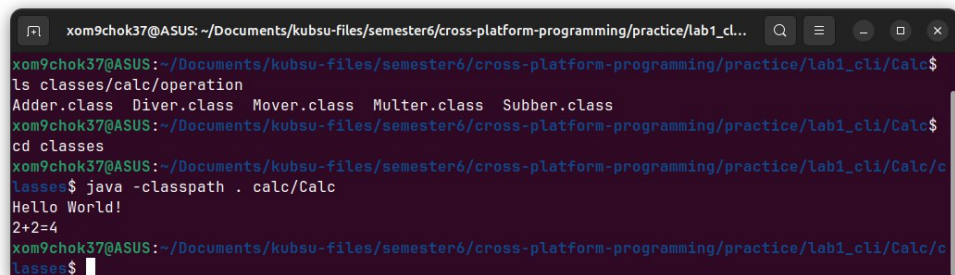 xom9chok37@ASUS: ~/Documents/kubsu-files/semester6/cross-platform-programming/practice/lab1_cl...
xom9chok37@ASUS:~/Documents/kubsu-files/semester6/cross-platform-programming/practice/lab1_cli/Calc$
ls classes/calc/operation
Adder.class  Diver.class  Mover.class  Multer.class  Subber.class
xom9chok37@ASUS:~/Documents/kubsu-files/semester6/cross-platform-programming/practice/lab1_cli/Calc$
cd classes
xom9chok37@ASUS:~/Documents/kubsu-files/semester6/cross-platform-programming/practice/lab1_cli/Calc/c
lasses$ java -classpath . calc/Calc
Hello World!
2+2=4
xom9chok37@ASUS:~/Documents/kubsu-files/semester6/cross-platform-programming/practice/lab1_cli/Calc/c
lasses$